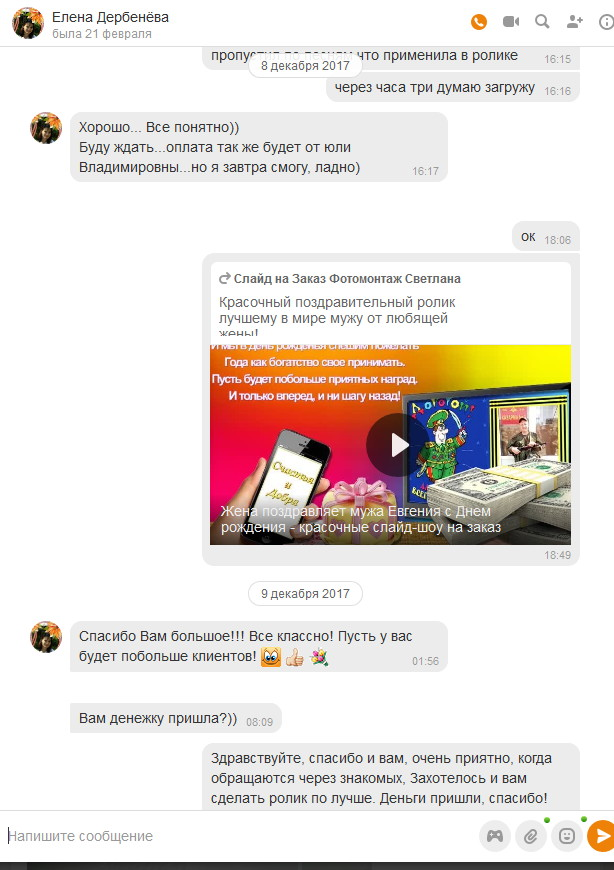 Елена Дербенёва
была 21 февраля
что применила в ролике
16:15
8 декабря 2017
через часа три думаю загружу
16:16
Хорошо... Все понятно))
Буду ждать...оплата так же будет от юли
Владимировны...но я завтра смогу, ладно)
16:17
ок
18:06
Слайд на Заказ Фотомонтаж Светлана
Красочный поздравительный ролик
лучшему в мире мужу от любящей
жены!
И мы в день рожденья спешим пожелать
Года как богатство свое принимать.
Пусть будет побольше приятных наград.
И только вперед, и ни шагу назад!
Счастья
и
Добра
Жена поздравляет мужа Евгения с Днем
рождения - красочные слайд-шоу на заказ
18:49
9 декабря 2017
Спасибо Вам большое!!! Все классно! Пусть у вас
будет побольше клиентов!
01:56
Вам денежку пришла?))
08:09
Здравствуйте, спасибо и вам, очень приятно, когда
обращаются через знакомых, Захотелось и вам
сделать ролик по лучше. Деньги пришли, спасибо!
Напишите сообщение